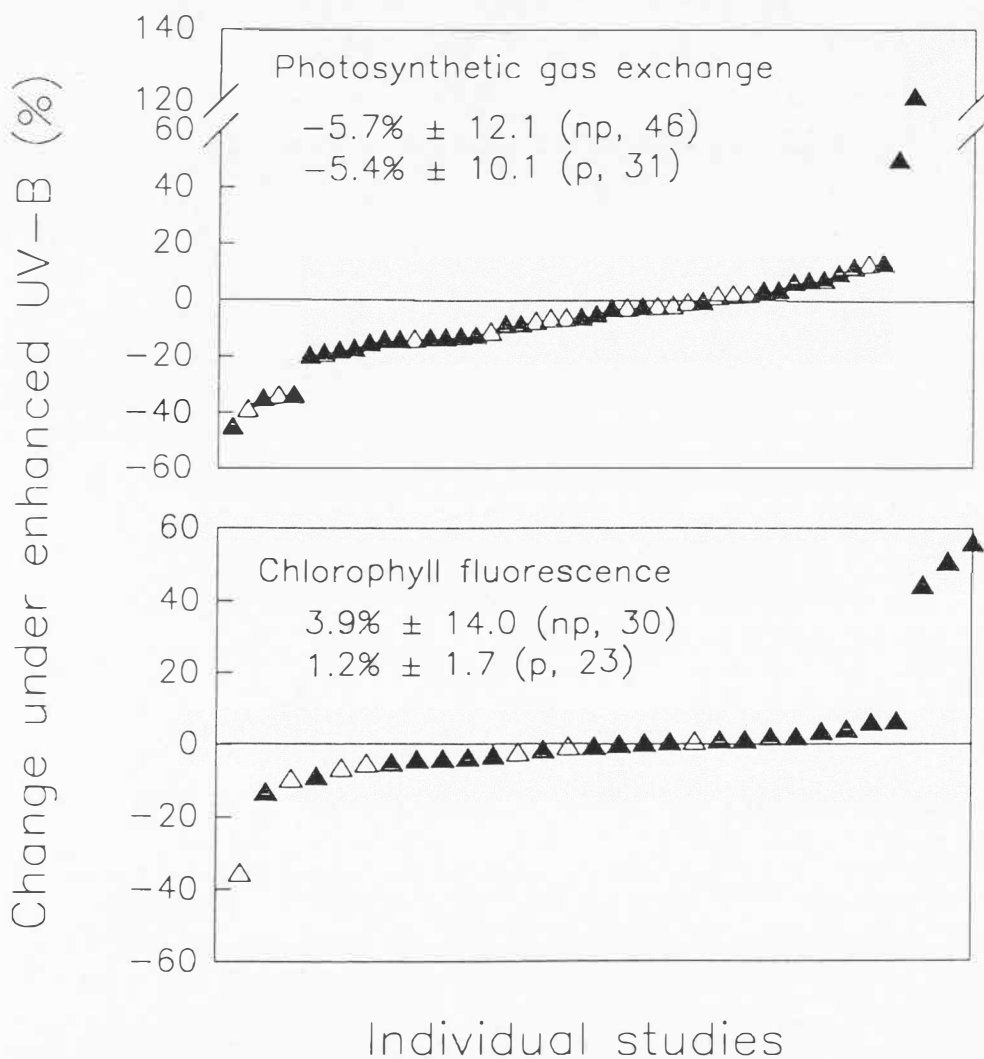 Change under enhanced UV-B (%)
140
120
60
40
20
0
-20
-40
-60
Photosynthetic gas exchange
-5.7% ± 12.1 (np, 46)
-5.4% ± 10.1 (p, 31)
60
40
20
0
-20
-40
-60
Chlorophyll fluorescence
3.9% ± 14.0 (np, 30)
1.2% ± 1.7 (p, 23)
Individual studies